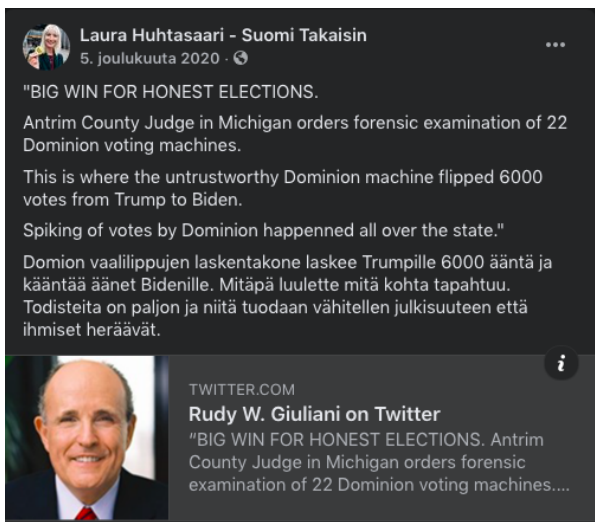 Laura Huhtasaari - Suomi Takaisin
5. joulukuuta 2020 ·
"BIG WIN FOR HONEST ELECTIONS.
Antrim County Judge in Michigan orders forensic examination of 22
Dominion voting machines.
This is where the untrustworthy Dominion machine flipped 6000
votes from Trump to Biden.
Spiking of votes by Dominion happenned all over the state."
Domion vaalilippujen laskentakone laskee Trumpille 6000 ääntä ja
kääntää äänet Bidenille. Mitäpä luulette mitä kohta tapahtuu.
Todisteita on paljon ja niitä tuodaan vähitellen julkisuuteen että
ihmiset heräävät.
TWITTER.COM
Rudy W. Giuliani on Twitter
“BIG WIN FOR HONEST ELECTIONS. Antrim
County Judge in Michigan orders forensic
examination of 22 Dominion voting machines....